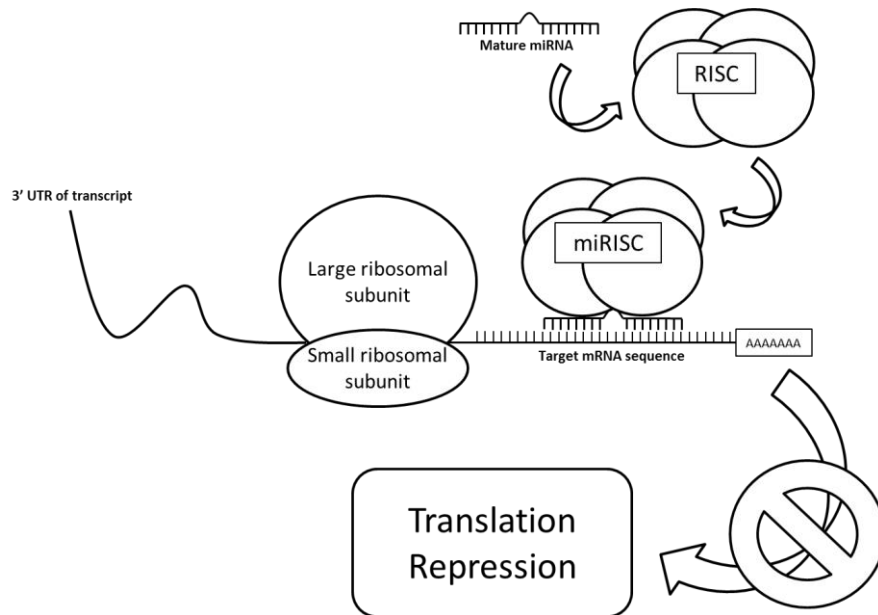 Mature miRNA
RISC
3' UTR of transcript
miRISC
Large ribosomal
subunit
Small ribosomal
subunit
Target mRNA sequence
AAAAAAA
Translation
Repression